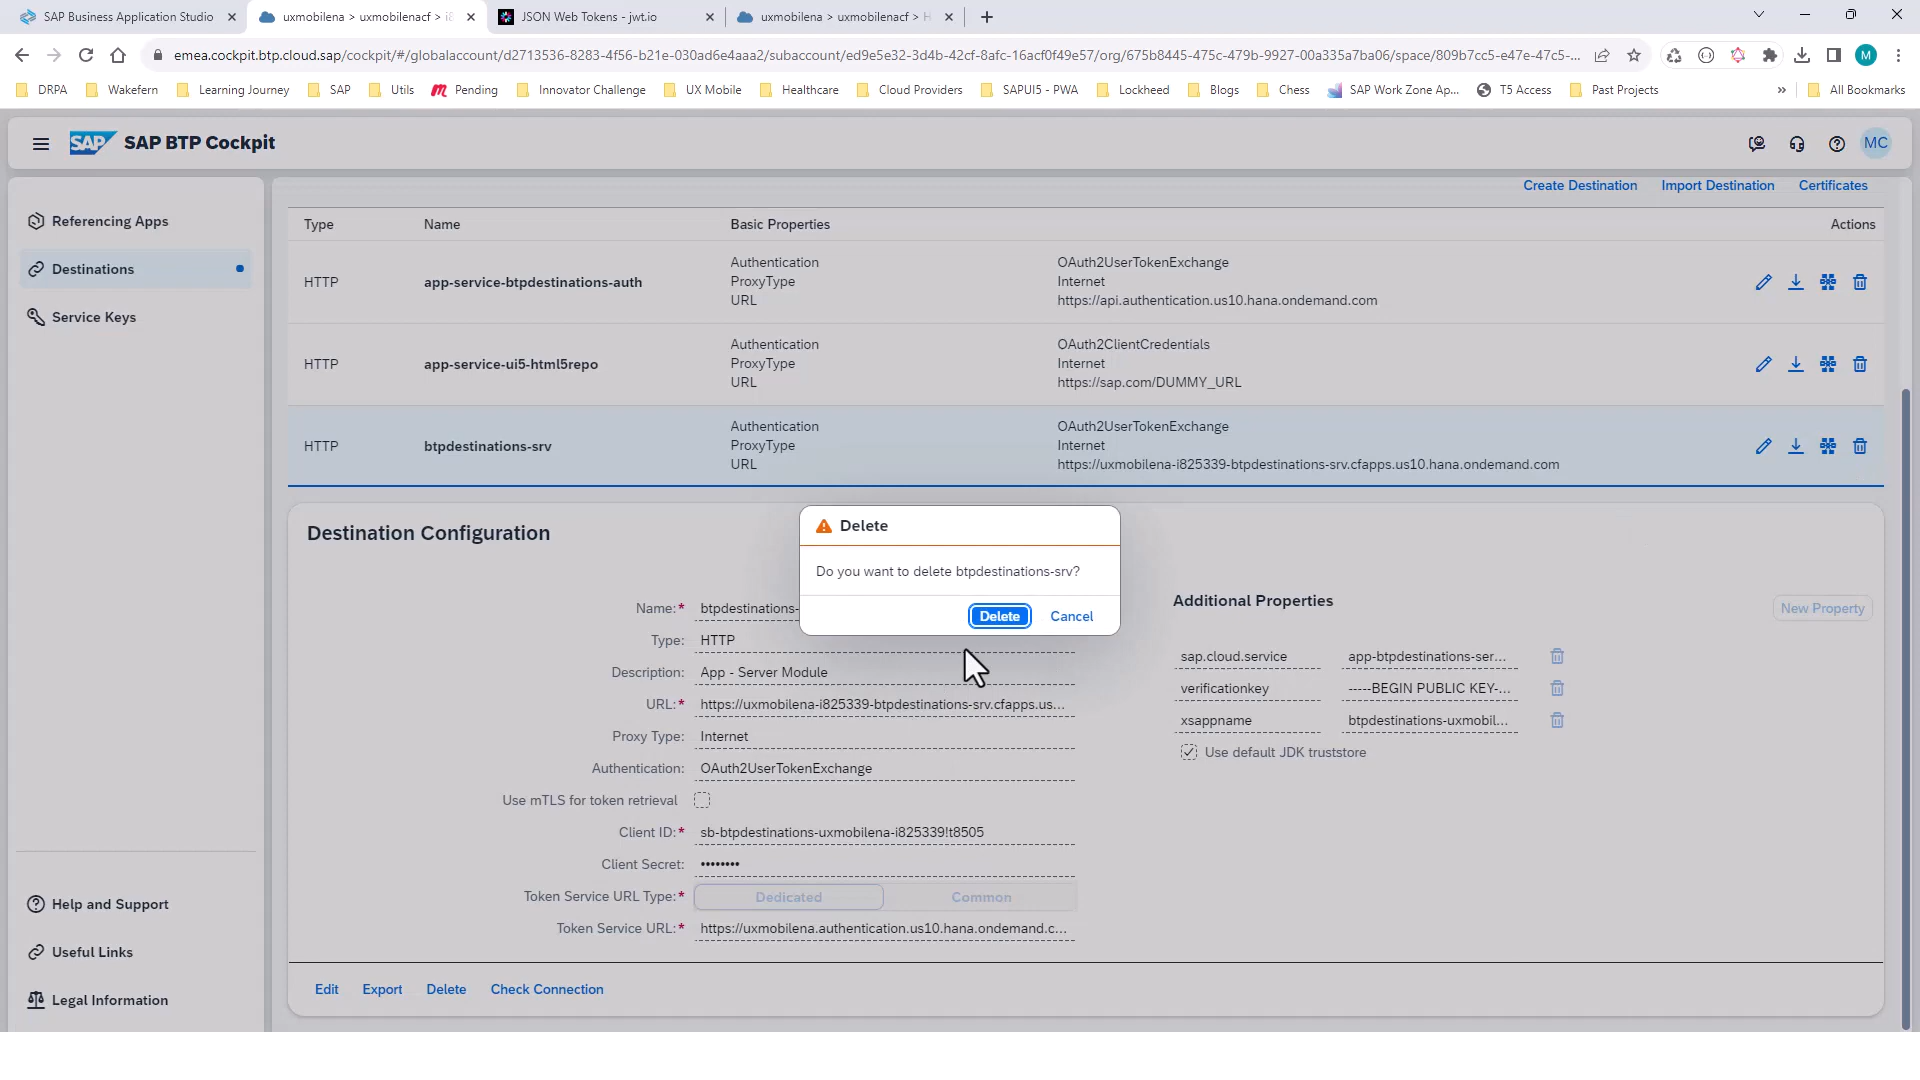 SAP Business Application Studio
uxmobilena > uxmobilenacf > i8
JSON Web Tokens - jwt.io
uxmobilena > uxmobilenacf > H
emea.cockpit.btp.cloud.sap/cockpit/#/globalaccount/d2713536-8283-4f56-b21e-030ad6e4aaa2/subaccount/ed9e5e32-3d4b-42cf-8afc-16acf0f49e57/org/675b8445-475c-479b-9927-00a335a7ba06/space/809b7cc5-e47e-47c5-...
M
DRPA
Wakefern
Learning Journey
SAP
Utils
Pending
Innovator Challenge
UX Mobile
Healthcare
Cloud Providers
SAPUI5 - PWA
Lockheed
Blogs
Chess
SAP Work Zone Ap...
T5 Access
Past Projects
»
All Bookmarks
SAP
SAP BTP Cockpit
MC
Referencing Apps
Destinations
Service Keys
Create Destination
Import Destination
Certificates
Type
Name
Basic Properties
Actions
HTTP
app-service-btpdestinations-auth
Authentication
OAuth2UserTokenExchange
ProxyType
Internet
URL
https://api.authentication.us10.hana.ondemand.com
HTTP
app-service-ui5-html5repo
Authentication
OAuth2ClientCredentials
ProxyType
Internet
URL
https://sap.com/DUMMY_URL
HTTP
btpdestinations-srv
Authentication
OAuth2UserTokenExchange
ProxyType
Internet
URL
https://uxmobilena-i825339-btpdestinations-srv.cfapps.us10.hana.ondemand.com
Destination Configuration
Delete
Do you want to delete btpdestinations-srv?
Delete
Cancel
Name:* btpdestinations-
Type: HTTP
Description: App - Server Module
URL:* https://uxmobilena-i825339-btpdestinations-srv.cfapps.us...
Proxy Type: Internet
Authentication: OAuth2UserTokenExchange
Use mTLS for token retrieval
Client ID:* sb-btpdestinations-uxmobilena-i825339!t8505
Client Secret: ••••••••
Token Service URL Type:* Dedicated Common
Token Service URL:* https://uxmobilena.authentication.us10.hana.ondemand.c...
Additional Properties
New Property
sap.cloud.service app-btpdestinations-ser...
verificationkey -----BEGIN PUBLIC KEY-...
xsappname btpdestinations-uxmobil...
Use default JDK truststore
Edit
Export
Delete
Check Connection
Help and Support
Useful Links
Legal Information